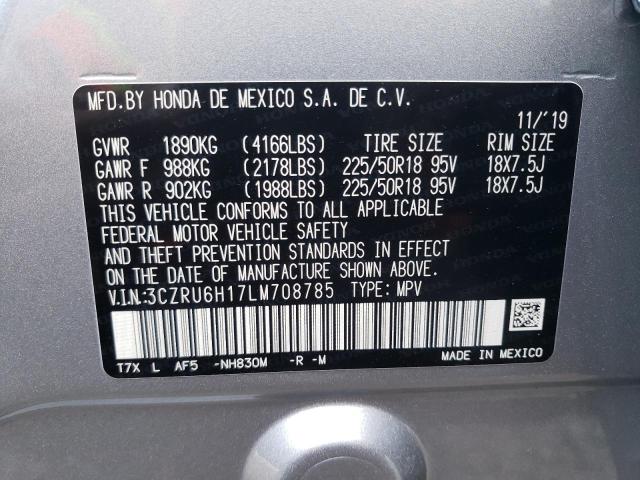 MFD.BY HONDA DE MEXICO S.A. DE C.V.
11/'19
GVWR 1890KG (4166LBS) TIRE SIZE RIM SIZE
GAWR F 988KG (2178LBS) 225/50R18 95V 18X7.5J
GAWR R 902KG (1988LBS) 225/50R18 95V 18X7.5J
THIS VEHICLE CONFORMS TO ALL APPLICABLE
FEDERAL MOTOR VEHICLE SAFETY
AND THEFT PREVENTION STANDARDS IN EFFECT
ON THE DATE OF MANUFACTURE SHOWN ABOVE.
V.I.N.:3CZRU6H17LM708785 TYPE: MPV
T7X L AF5 -NH830M -R -M
MADE IN MEXICO